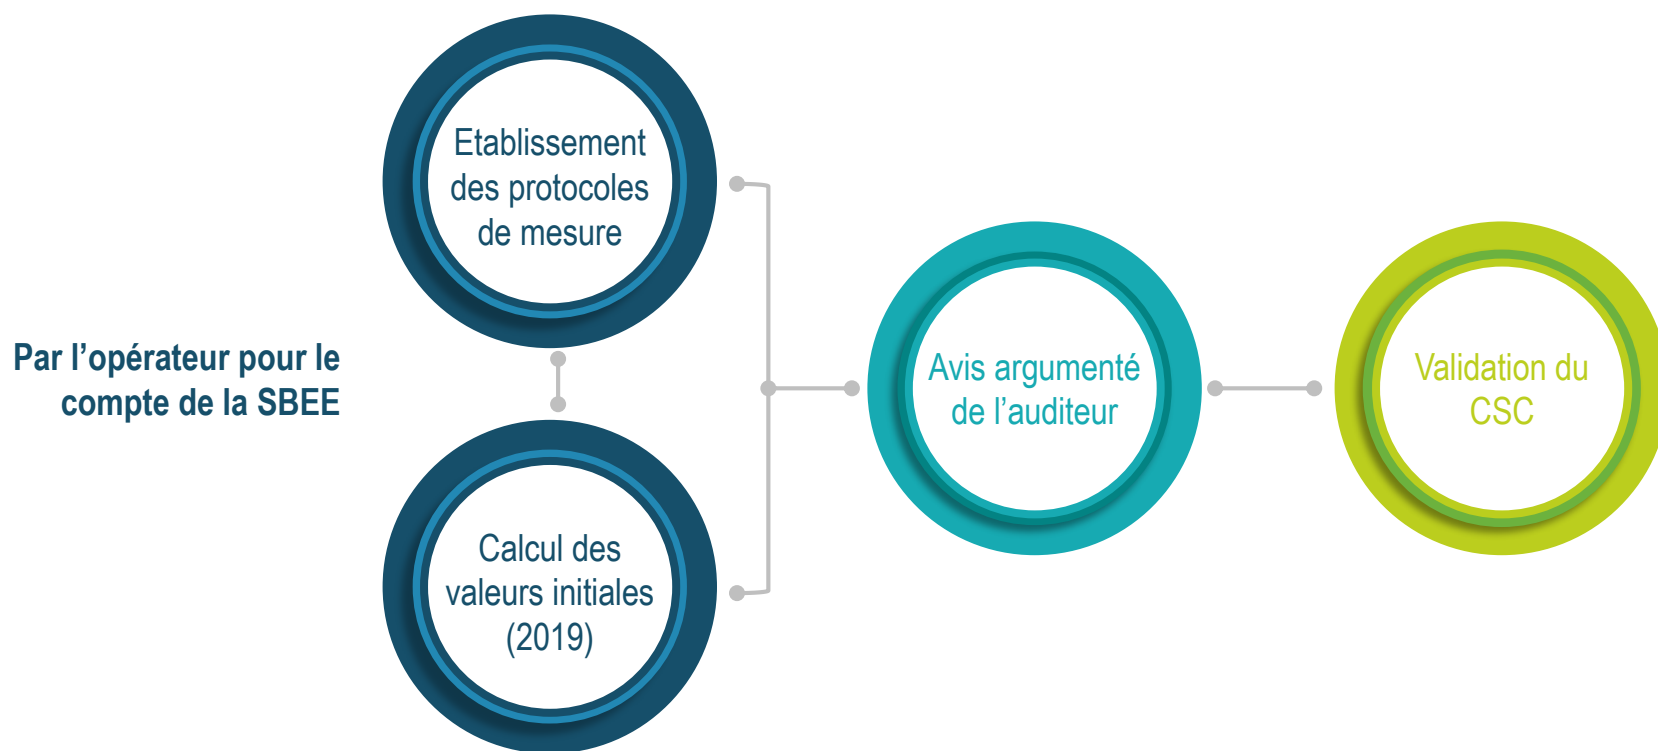 Etablissement
des protocoles
de mesure
Par l’opérateur pour le
compte de la SBEE
Calcul des
valeurs initiales
(2019)
Avis argumenté
de l’auditeur
Validation du
CSC